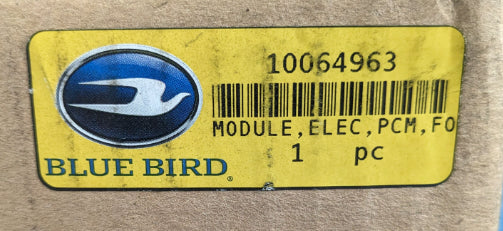 10064963
MODULE,ELEC,PCM,FO
1 pc
BLUE BIRD®